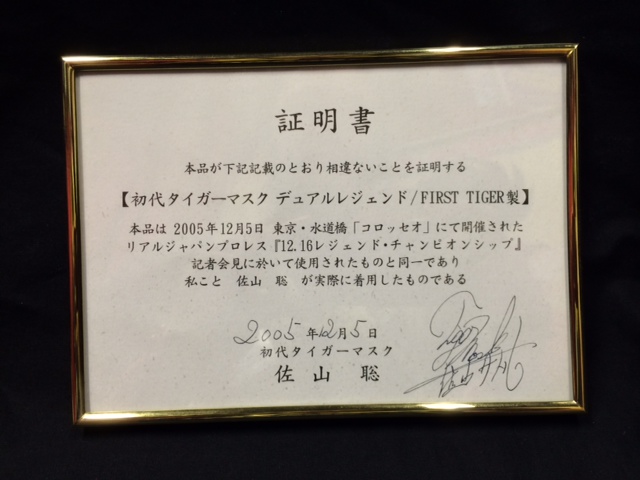 証明書
本品が下記記載のとおり相違ないことを証明する
【初代タイガーマスク デュアルレジェンド/FIRST TIGER製】
本品は 2005年12月5日 東京・水道橋「コロッセオ」にて開催された
リアルジャパンプロレス『12.16レジェンド・チャンピオンシップ』
記者会見に於いて使用されたものと同一であり
私こと 佐山 聡 が実際に着用したものである
2005年12月5日
初代タイガーマスク
佐山 聡